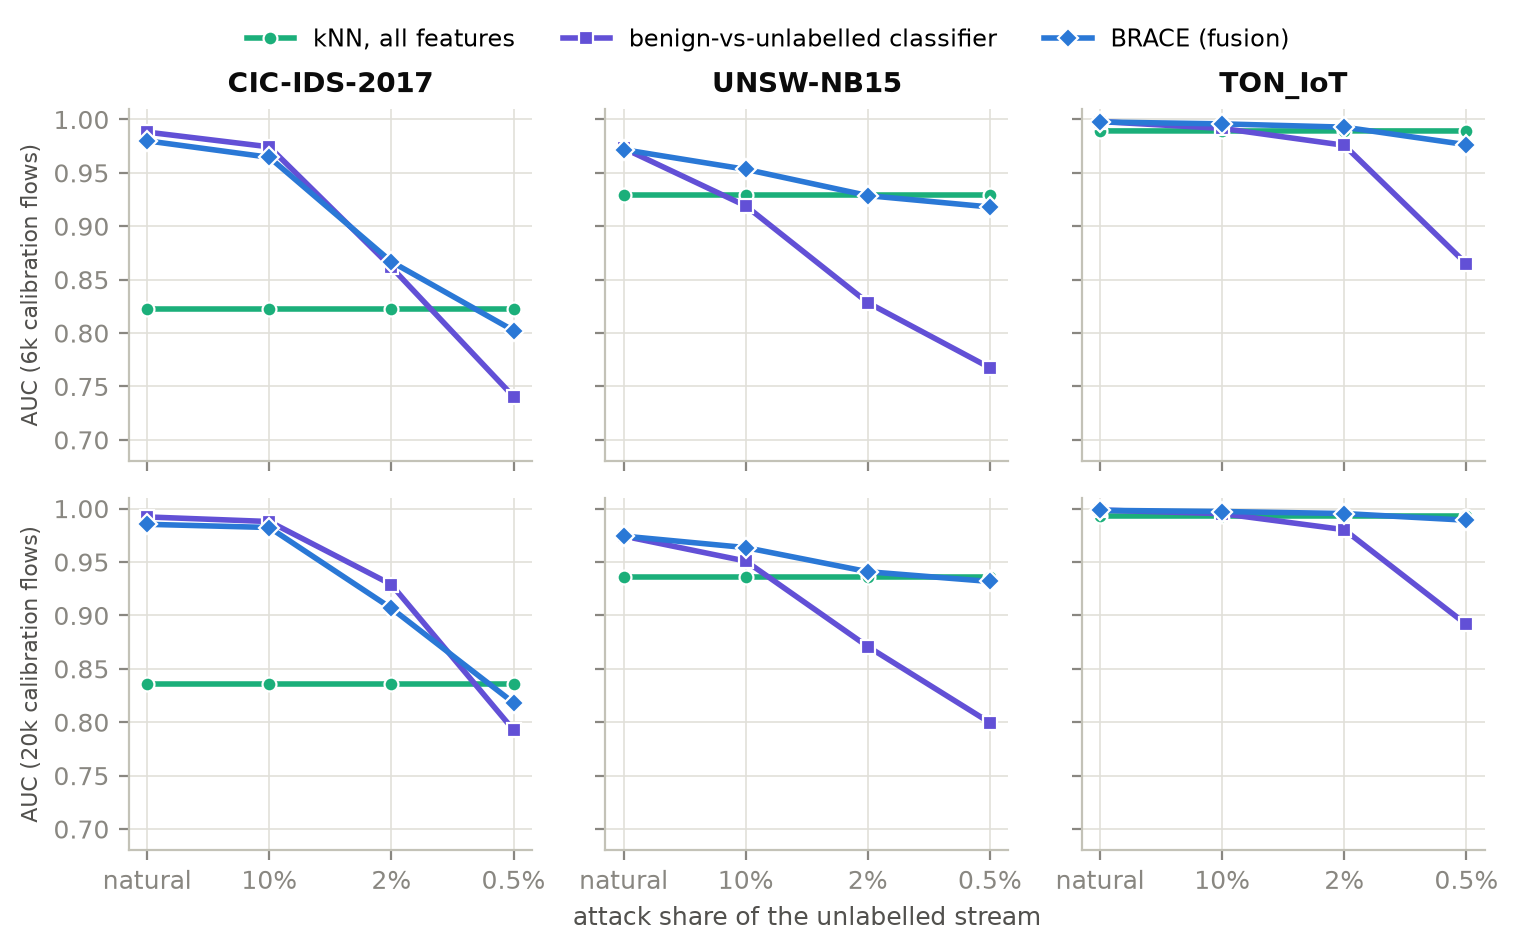 kNN, all features benign-vs-unlabelled classifier BRACE (fusion)
CIC-IDS-2017 UNSW-NB15 TON_IoT
AUC (6k calibration flows)
1.00
0.95
0.90
0.85
0.80
0.75
0.70
AUC (20k calibration flows)
1.00
0.95
0.90
0.85
0.80
0.75
0.70
natural 10% 2% 0.5% natural 10% 2% 0.5% natural 10% 2% 0.5%
attack share of the unlabelled stream